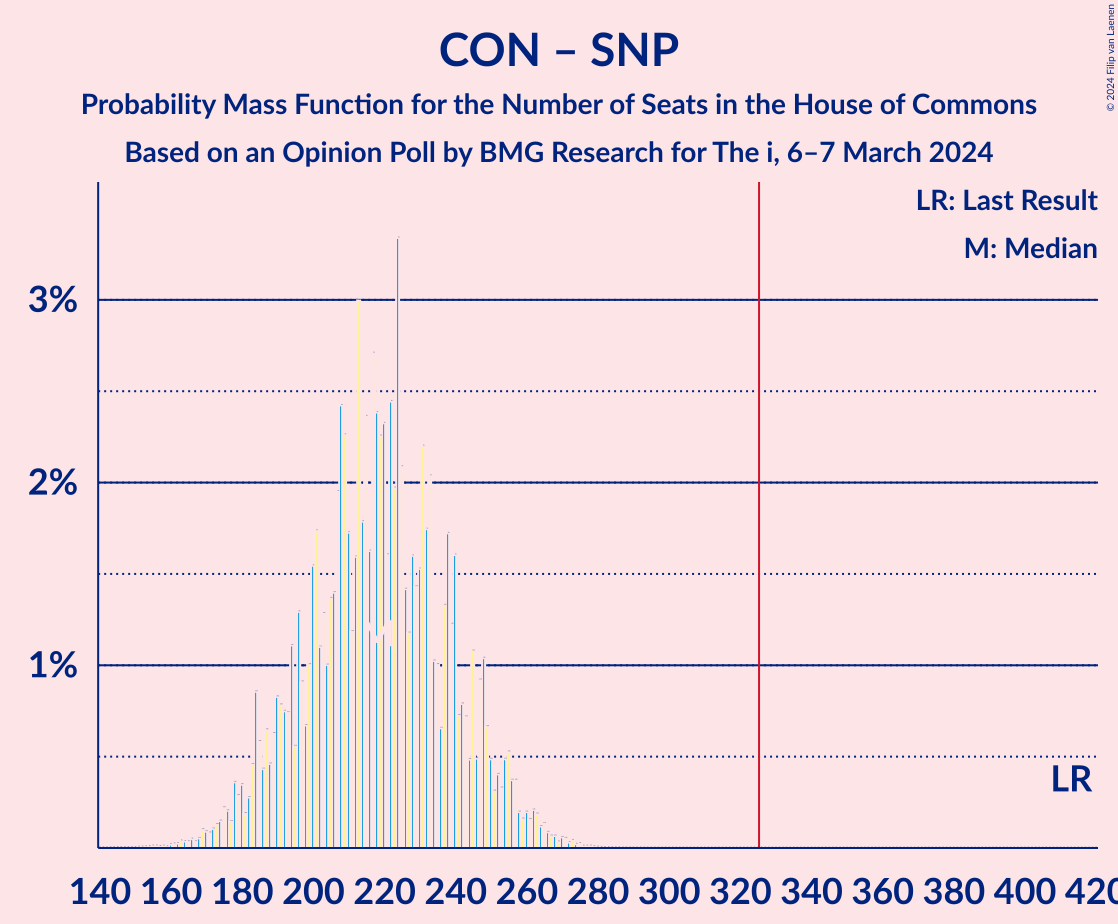 CON – SNP
Probability Mass Function for the Number of Seats in the House of Commons
Based on an Opinion Poll by BMG Research for The i, 6–7 March 2024
© 2024 Filip van Laenen
LR: Last Result
M: Median
3%
2%
1%
LR
140 160 180 200 220 240 260 280 300 320 340 360 380 400 420